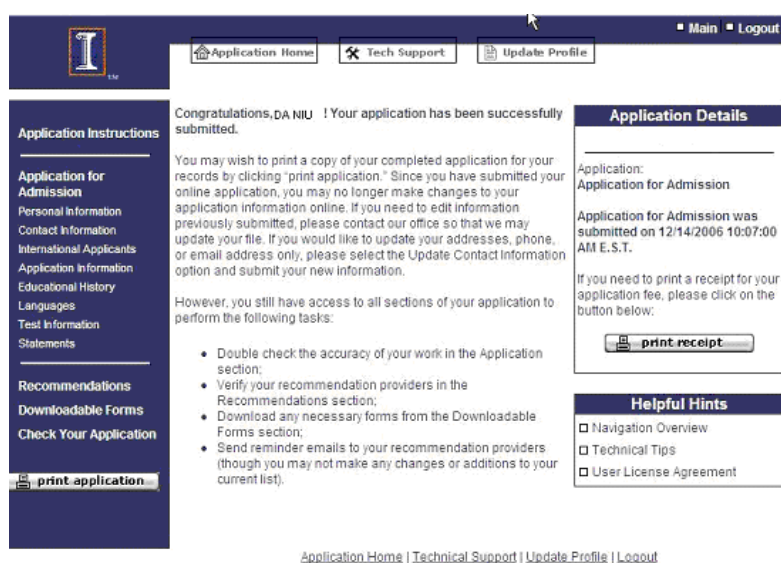 Main Logout
I
TM
Application Home Tech Support Update Profile
Application Instructions
Application for
Admission
Personal Information
Contact Information
International Applicants
Application Information
Educational History
Languages
Test Information
Statements
Recommendations
Downloadable Forms
Check Your Application
print application
Congratulations, DA NIU ! Your application has been successfully
submitted.
You may wish to print a copy of your completed application for your
records by clicking "print application." Since you have submitted your
online application, you may no longer make changes to your
application information online. If you need to edit information
previously submitted, please contact our office so that we may
update your file. If you would like to update your addresses, phone,
or email address only, please select the Update Contact Information
option and submit your new information.
However, you still have access to all sections of your application to
perform the following tasks:
Double check the accuracy of your work in the Application
section;
Verify your recommendation providers in the
Recommendations section;
Download any necessary forms from the Downloadable
Forms section;
Send reminder emails to your recommendation providers
(though you may not make any changes or additions to your
current list).
Application Details
Application:
Application for Admission
Application for Admission was
submitted on 12/14/2006 10:07:00
AM E.S.T.
If you need to print a receipt for your
application fee, please click on the
button below:
print receipt
Helpful Hints
Navigation Overview
Technical Tips
User License Agreement
Application Home | Technical Support | Update Profile | Logout